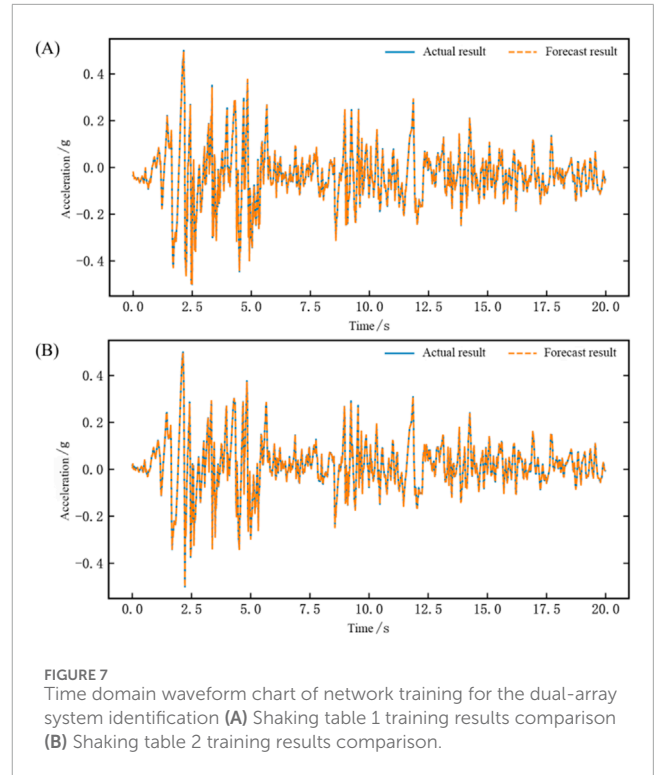 (A)
Actual result Forecast result
0.4
0.2
0.0
-0.2
-0.4
Acceleration/g
0.0 2.5 5.0 7.5 10.0 12.5 15.0 17.5 20.0
Time/s
(B)
Actual result Forecast result
0.4
0.2
0.0
-0.2
-0.4
Acceleration/g
0.0 2.5 5.0 7.5 10.0 12.5 15.0 17.5 20.0
Time/s
FIGURE 7
Time domain waveform chart of network training for the dual-array
system identification (A) Shaking table 1 training results comparison
(B) Shaking table 2 training results comparison.